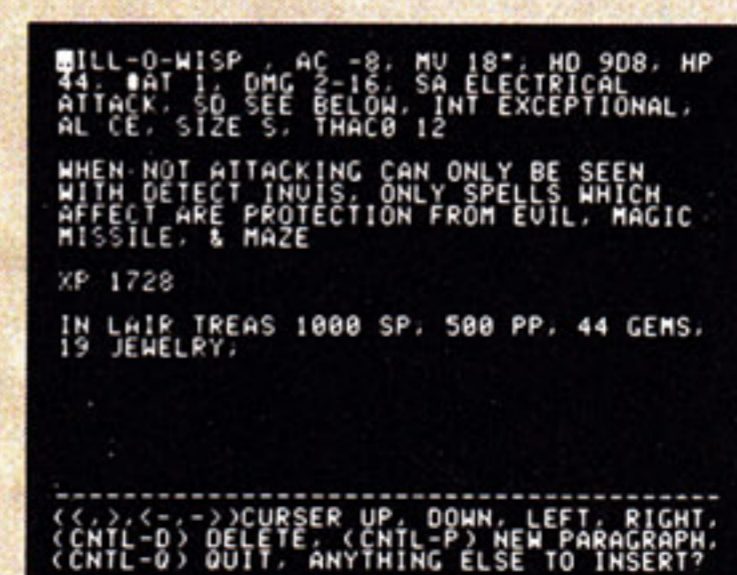 WILL-O-WISP , AC -8, MV 18", HD 9D8, HP
44, #AT 1, DMG 2-16, SA ELECTRICAL
ATTACK, SD SEE BELOW, INT EXCEPTIONAL,
AL CE, SIZE S, THAC0 12
WHEN NOT ATTACKING CAN ONLY BE SEEN
WITH DETECT INVIS, ONLY SPELLS WHICH
AFFECT ARE PROTECTION FROM EVIL, MAGIC
MISSILE, & MAZE
XP 1728
IN LAIR TREAS 1000 SP, 500 PP, 44 GEMS,
19 JEWELRY,
----------------------------------------
(<,>,<-,->)CURSER UP, DOWN, LEFT, RIGHT,
(CNTL-D) DELETE, (CNTL-P) NEW PARAGRAPH,
(CNTL-Q) QUIT, ANYTHING ELSE TO INSERT?